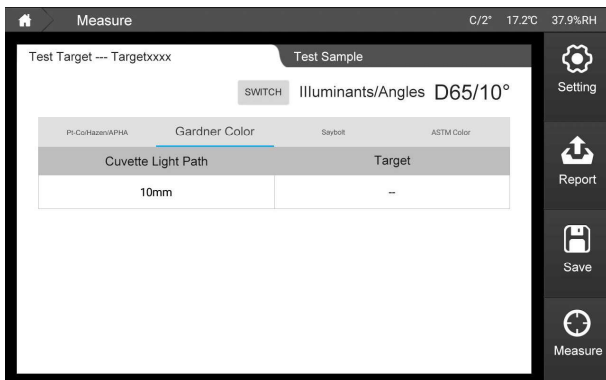 Measure C/2° 17.2℃ 37.9%RH
Test Target --- Targetxxxx Test Sample
SWITCH Illuminants/Angles D65/10°
Pt-Co/Hazen/APHA Gardner Color Saybolt ASTM Color
Cuvette Light Path Target
10mm --
Setting
Report
Save
Measure